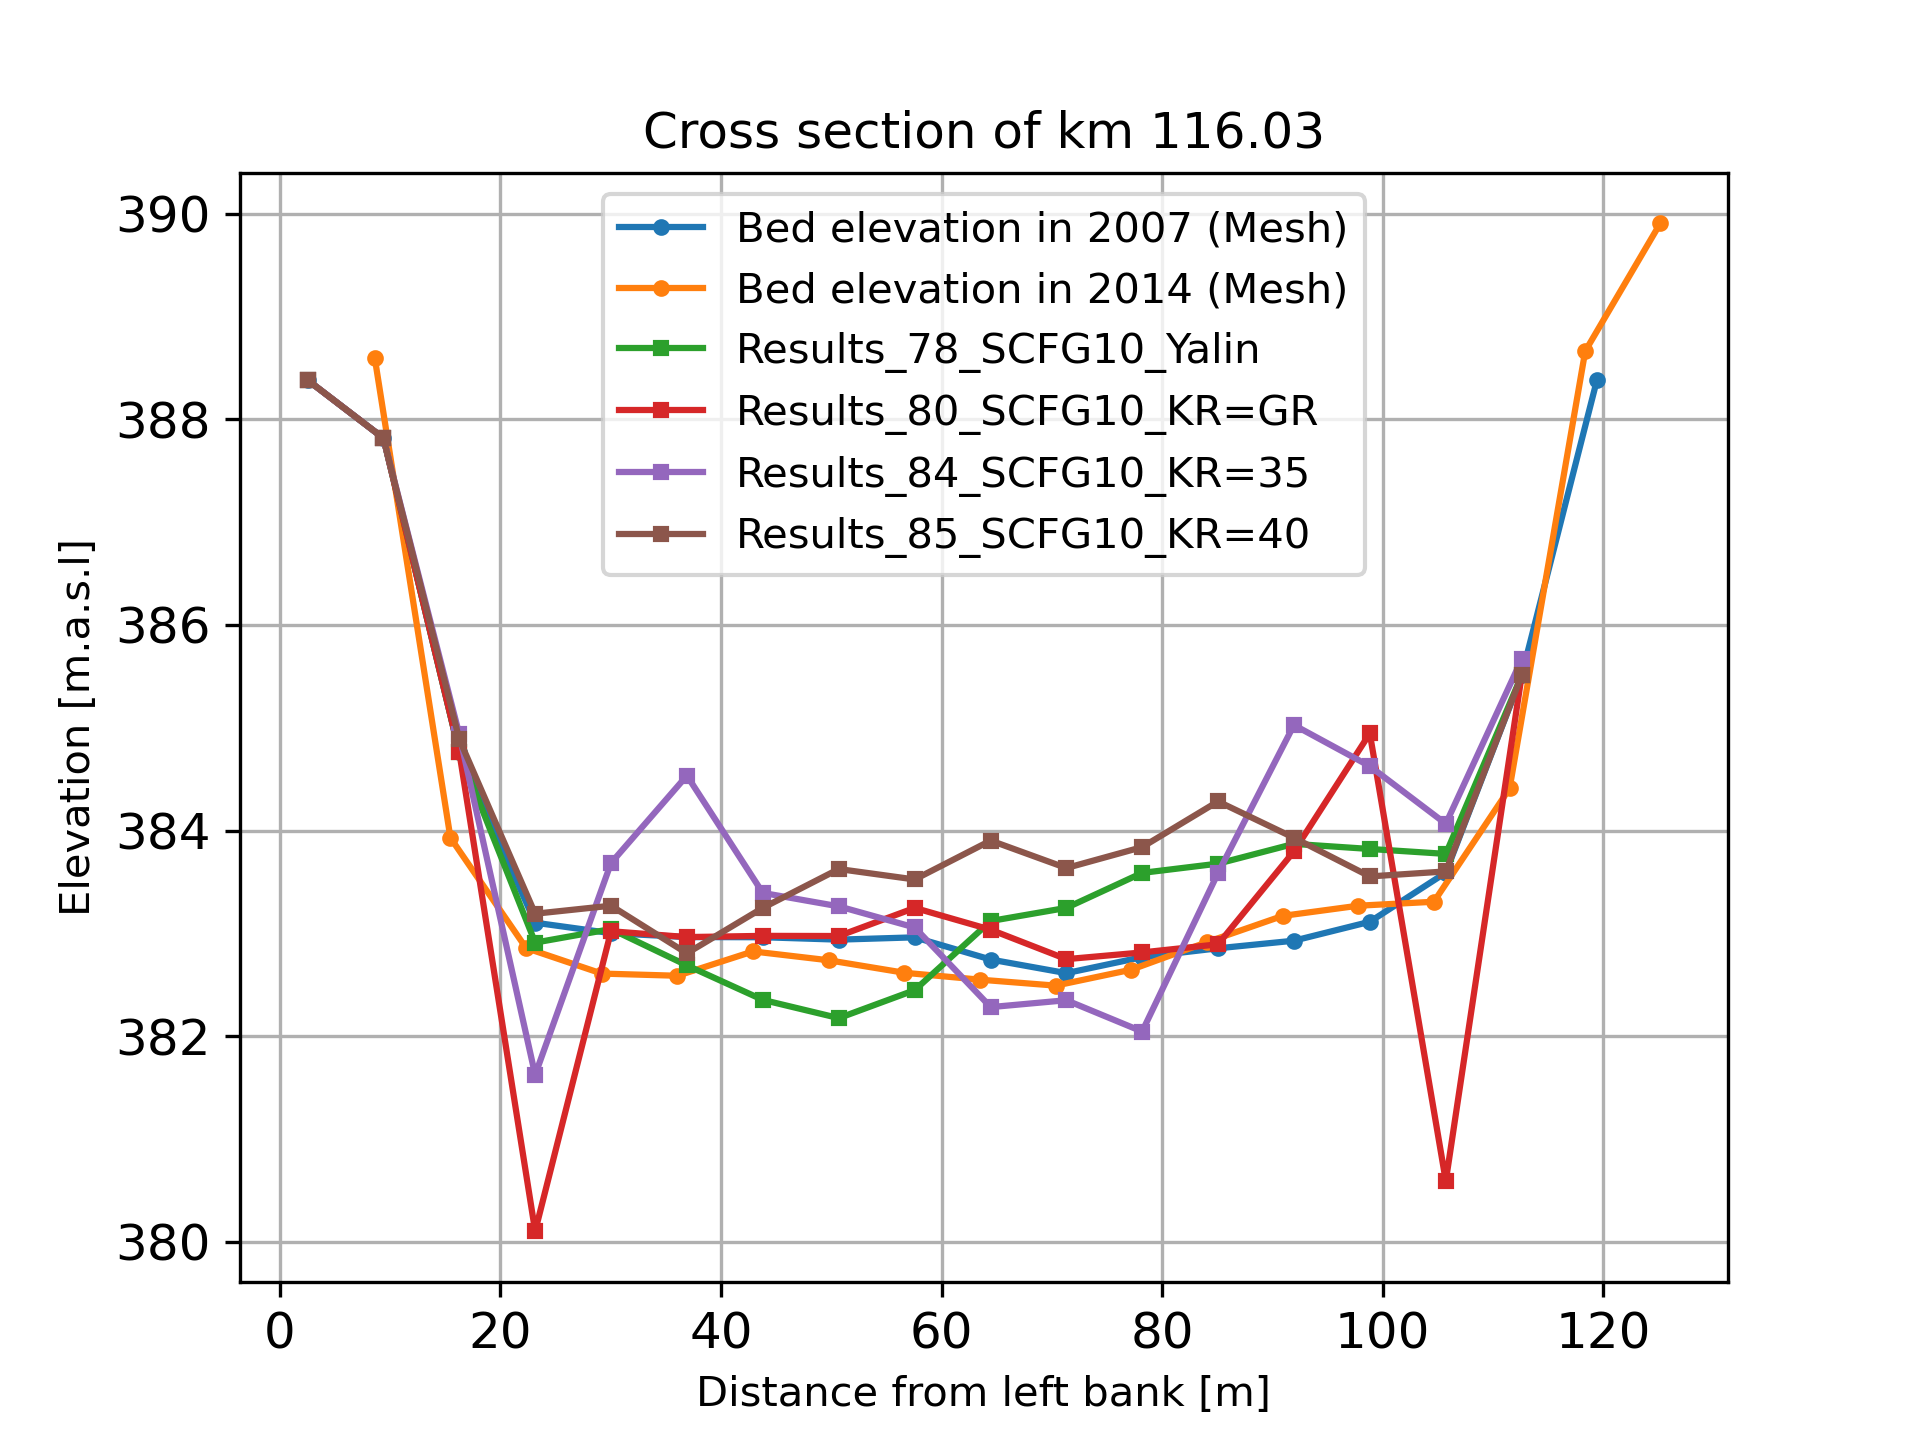 Cross section of km 116.03
Bed elevation in 2007 (Mesh)
Bed elevation in 2014 (Mesh)
Results_78_SCFG10_Yalin
Results_80_SCFG10_KR=GR
Results_84_SCFG10_KR=35
Results_85_SCFG10_KR=40
Elevation [m.a.s.l]
390
388
386
384
382
380
0 20 40 60 80 100 120
Distance from left bank [m]